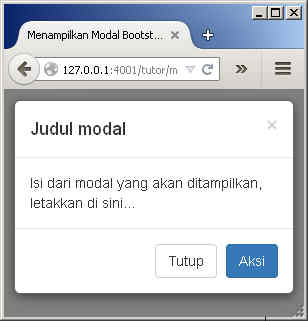 Menampilkan Modal Bootst...
127.0.0.1:4001/tutor/m
Judul modal
Isi dari modal yang akan ditampilkan,
letakkan di sini...
Tutup
Aksi